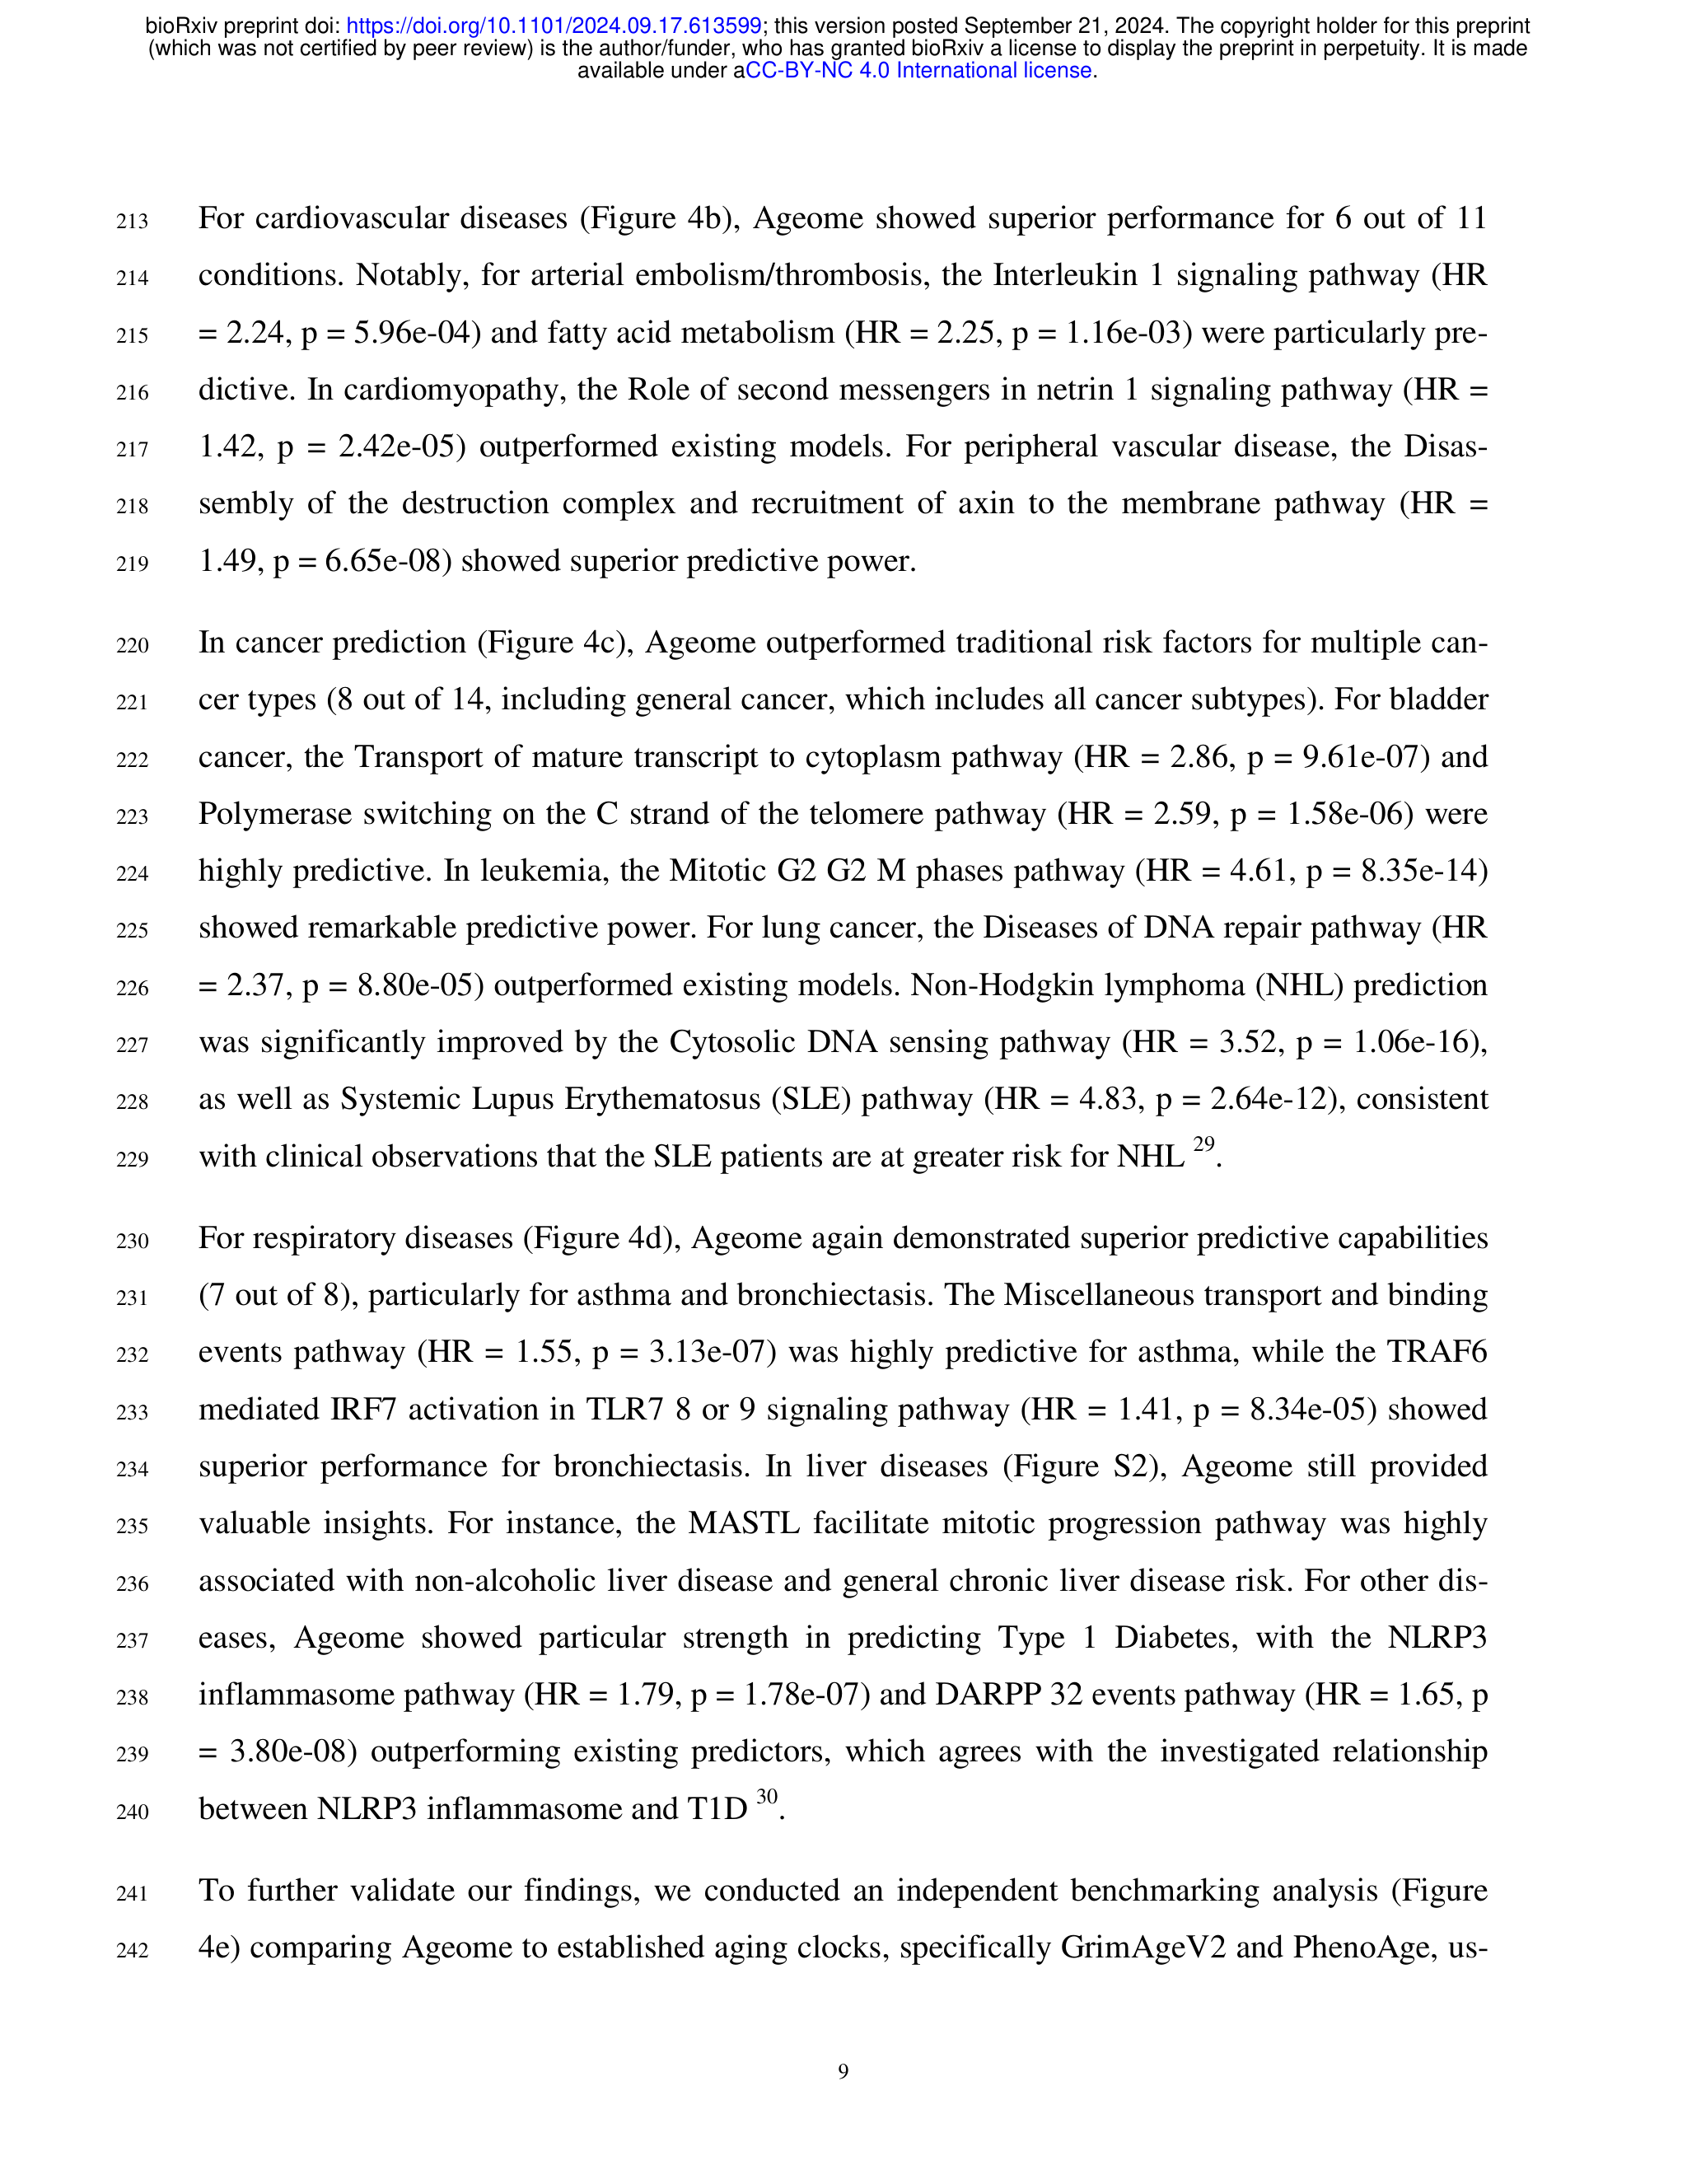 bioRxiv preprint doi: https://doi.org/10.1101/2024.09.17.613599; this version posted September 21, 2024. The copyright holder for this preprint
(which was not certified by peer review) is the author/funder, who has granted bioRxiv a license to display the preprint in perpetuity. It is made
available under aCC-BY-NC 4.0 International license.
213 For cardiovascular diseases (Figure 4b), Ageome showed superior performance for 6 out of 11
214 conditions. Notably, for arterial embolism/thrombosis, the Interleukin 1 signaling pathway (HR
215 = 2.24, p = 5.96e-04) and fatty acid metabolism (HR = 2.25, p = 1.16e-03) were particularly pre-
216 dictive. In cardiomyopathy, the Role of second messengers in netrin 1 signaling pathway (HR =
217 1.42, p = 2.42e-05) outperformed existing models. For peripheral vascular disease, the Disas-
218 sembly of the destruction complex and recruitment of axin to the membrane pathway (HR =
219 1.49, p = 6.65e-08) showed superior predictive power.
220 In cancer prediction (Figure 4c), Ageome outperformed traditional risk factors for multiple can-
221 cer types (8 out of 14, including general cancer, which includes all cancer subtypes). For bladder
222 cancer, the Transport of mature transcript to cytoplasm pathway (HR = 2.86, p = 9.61e-07) and
223 Polymerase switching on the C strand of the telomere pathway (HR = 2.59, p = 1.58e-06) were
224 highly predictive. In leukemia, the Mitotic G2 G2 M phases pathway (HR = 4.61, p = 8.35e-14)
225 showed remarkable predictive power. For lung cancer, the Diseases of DNA repair pathway (HR
226 = 2.37, p = 8.80e-05) outperformed existing models. Non-Hodgkin lymphoma (NHL) prediction
227 was significantly improved by the Cytosolic DNA sensing pathway (HR = 3.52, p = 1.06e-16),
228 as well as Systemic Lupus Erythematosus (SLE) pathway (HR = 4.83, p = 2.64e-12), consistent
229 with clinical observations that the SLE patients are at greater risk for NHL 29.
230 For respiratory diseases (Figure 4d), Ageome again demonstrated superior predictive capabilities
231 (7 out of 8), particularly for asthma and bronchiectasis. The Miscellaneous transport and binding
232 events pathway (HR = 1.55, p = 3.13e-07) was highly predictive for asthma, while the TRAF6
233 mediated IRF7 activation in TLR7 8 or 9 signaling pathway (HR = 1.41, p = 8.34e-05) showed
234 superior performance for bronchiectasis. In liver diseases (Figure S2), Ageome still provided
235 valuable insights. For instance, the MASTL facilitate mitotic progression pathway was highly
236 associated with non-alcoholic liver disease and general chronic liver disease risk. For other dis-
237 eases, Ageome showed particular strength in predicting Type 1 Diabetes, with the NLRP3
238 inflammasome pathway (HR = 1.79, p = 1.78e-07) and DARPP 32 events pathway (HR = 1.65, p
239 = 3.80e-08) outperforming existing predictors, which agrees with the investigated relationship
240 between NLRP3 inflammasome and T1D 30.
241 To further validate our findings, we conducted an independent benchmarking analysis (Figure
242 4e) comparing Ageome to established aging clocks, specifically GrimAgeV2 and PhenoAge, us-
9